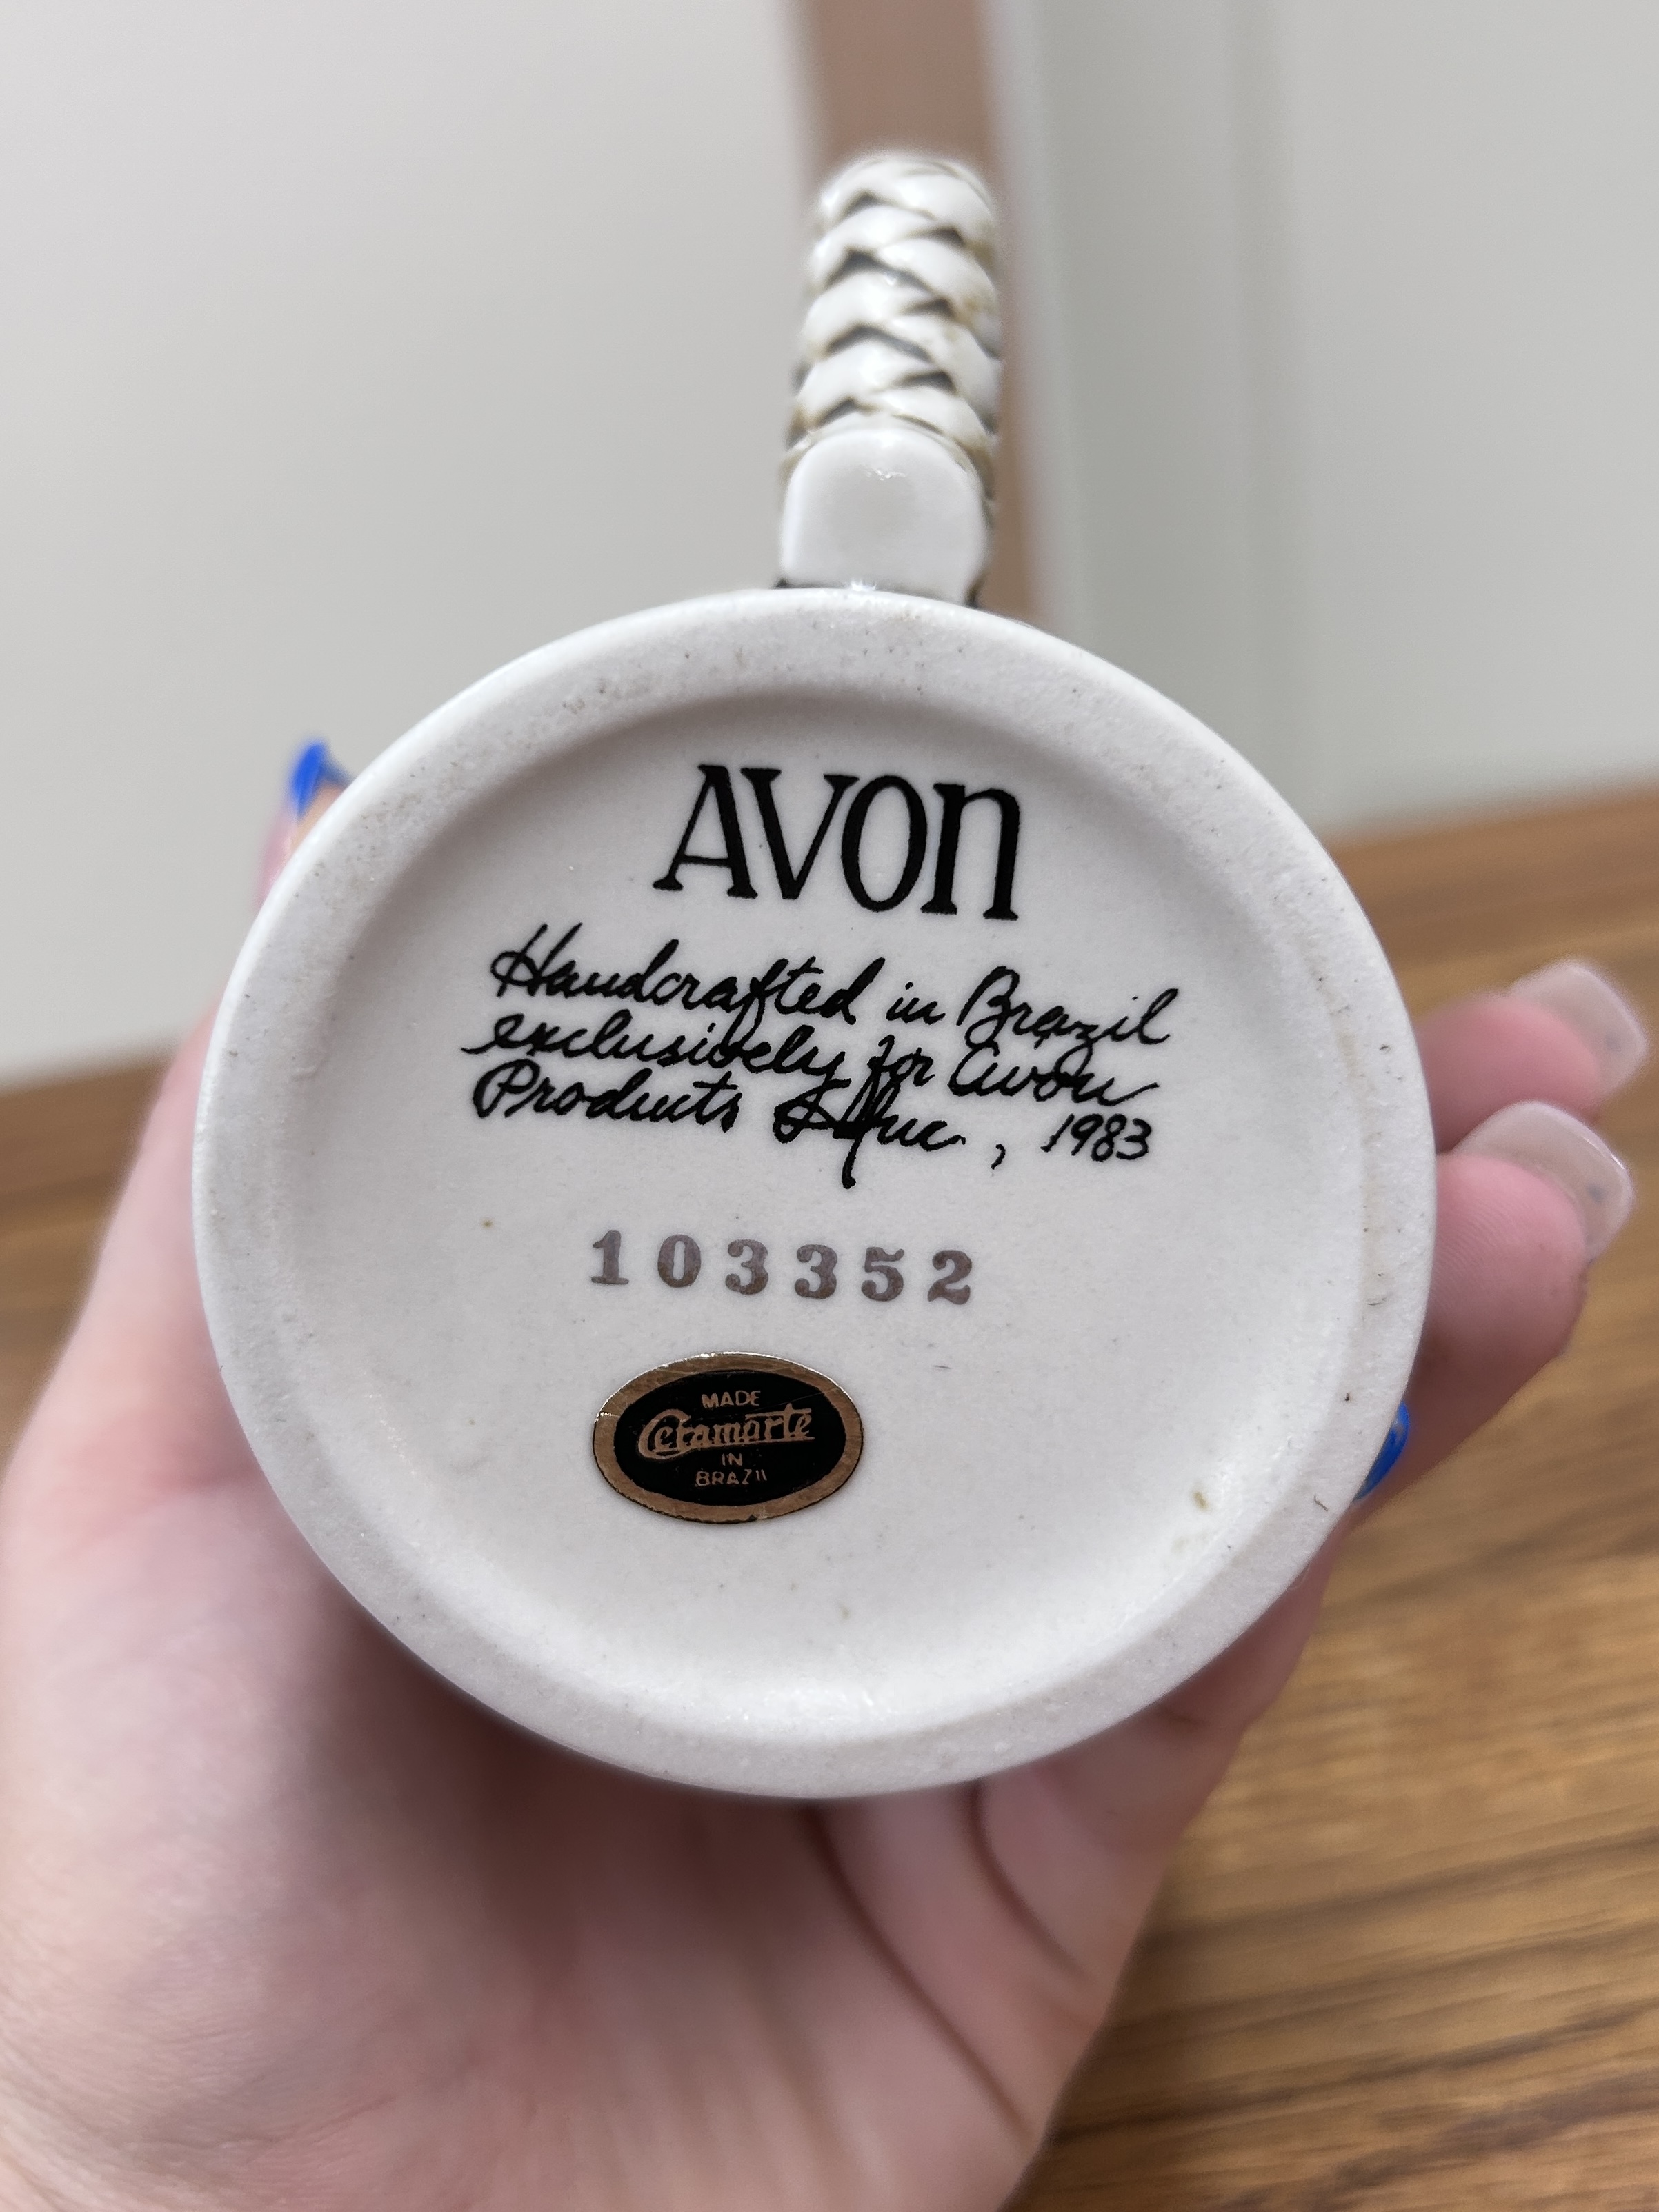 AVON
Handcrafted in Brazil
exclusively for Avon
Products Inc., 1983
103352
MADE
Ceramarte
IN
BRAZIL